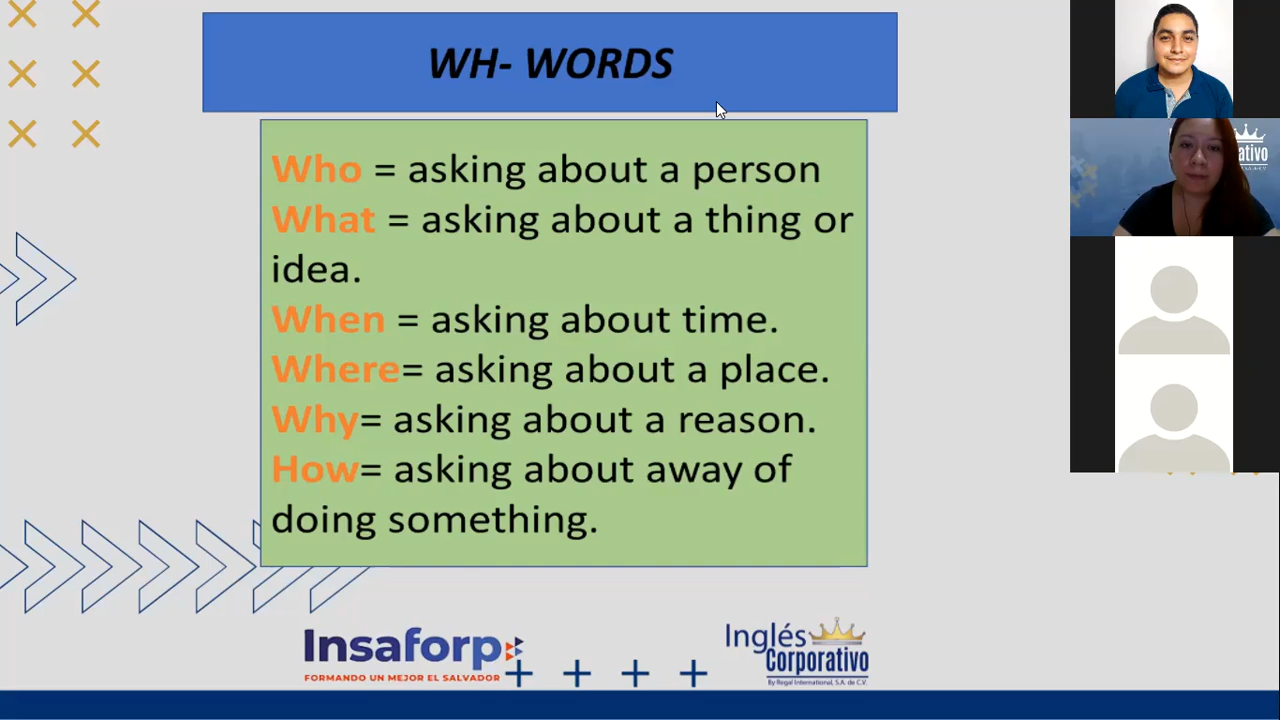 WH- WORDS
Who = asking about a person
What = asking about a thing or
idea.
When = asking about time.
Where= asking about a place.
Why= asking about a reason.
How= asking about away of
doing something.
Insaforp
FORMANDO UN MEJOR EL SALVADOR
Inglés
Corporativo
By Regal International, S.A. de C.V.
ativo